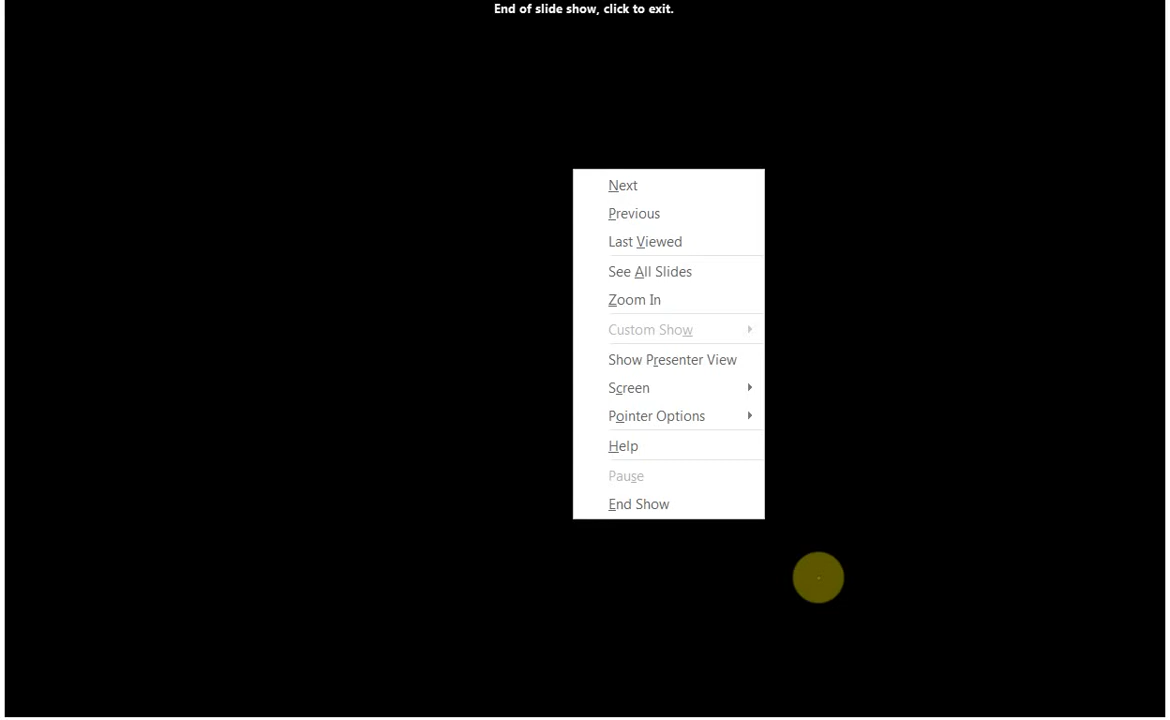 End of slide show, click to exit.
Next
Previous
Last Viewed
See All Slides
Zoom In
Custom Show
Show Presenter View
Screen
Pointer Options
Help
Pause
End Show